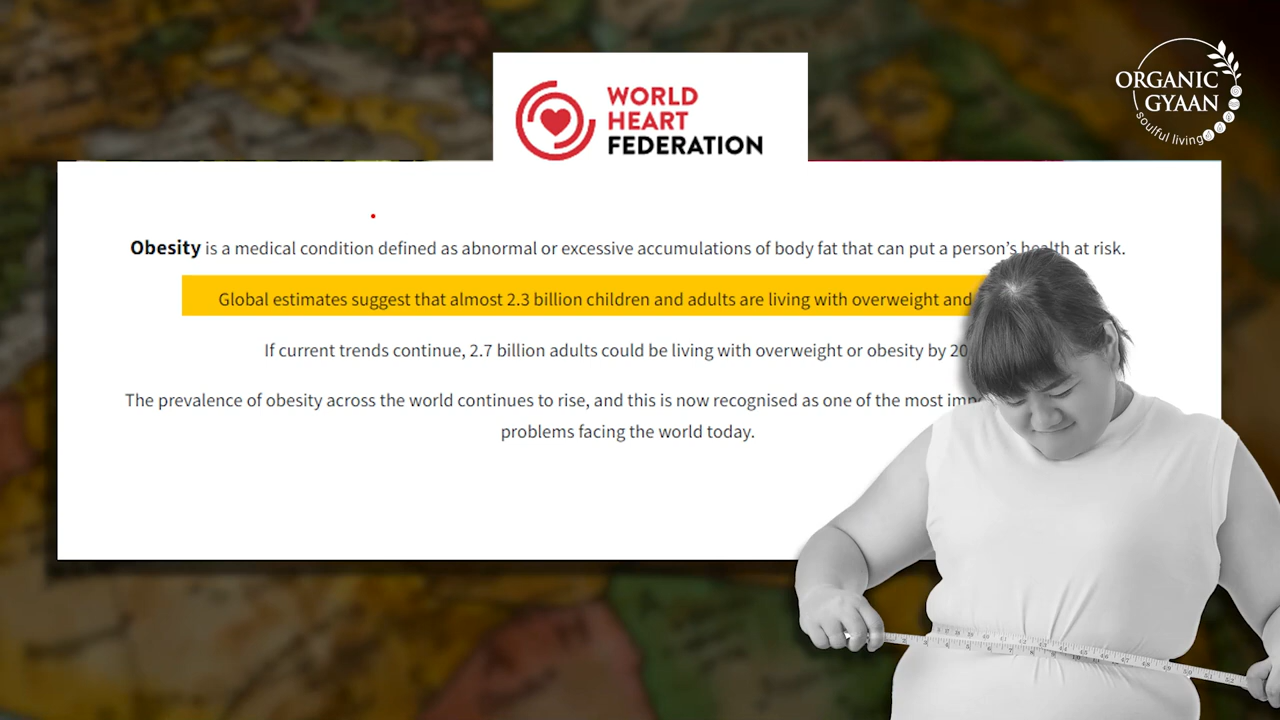 WORLD
HEART
FEDERATION
ORGANIC
GYAAN
soulful living
Obesity is a medical condition defined as abnormal or excessive accumulations of body fat that can put a person's health at risk.
Global estimates suggest that almost 2.3 billion children and adults are living with overweight and
If current trends continue, 2.7 billion adults could be living with overweight or obesity by
The prevalence of obesity across the world continues to rise, and this is now recognised as one of the most
problems facing the world today.